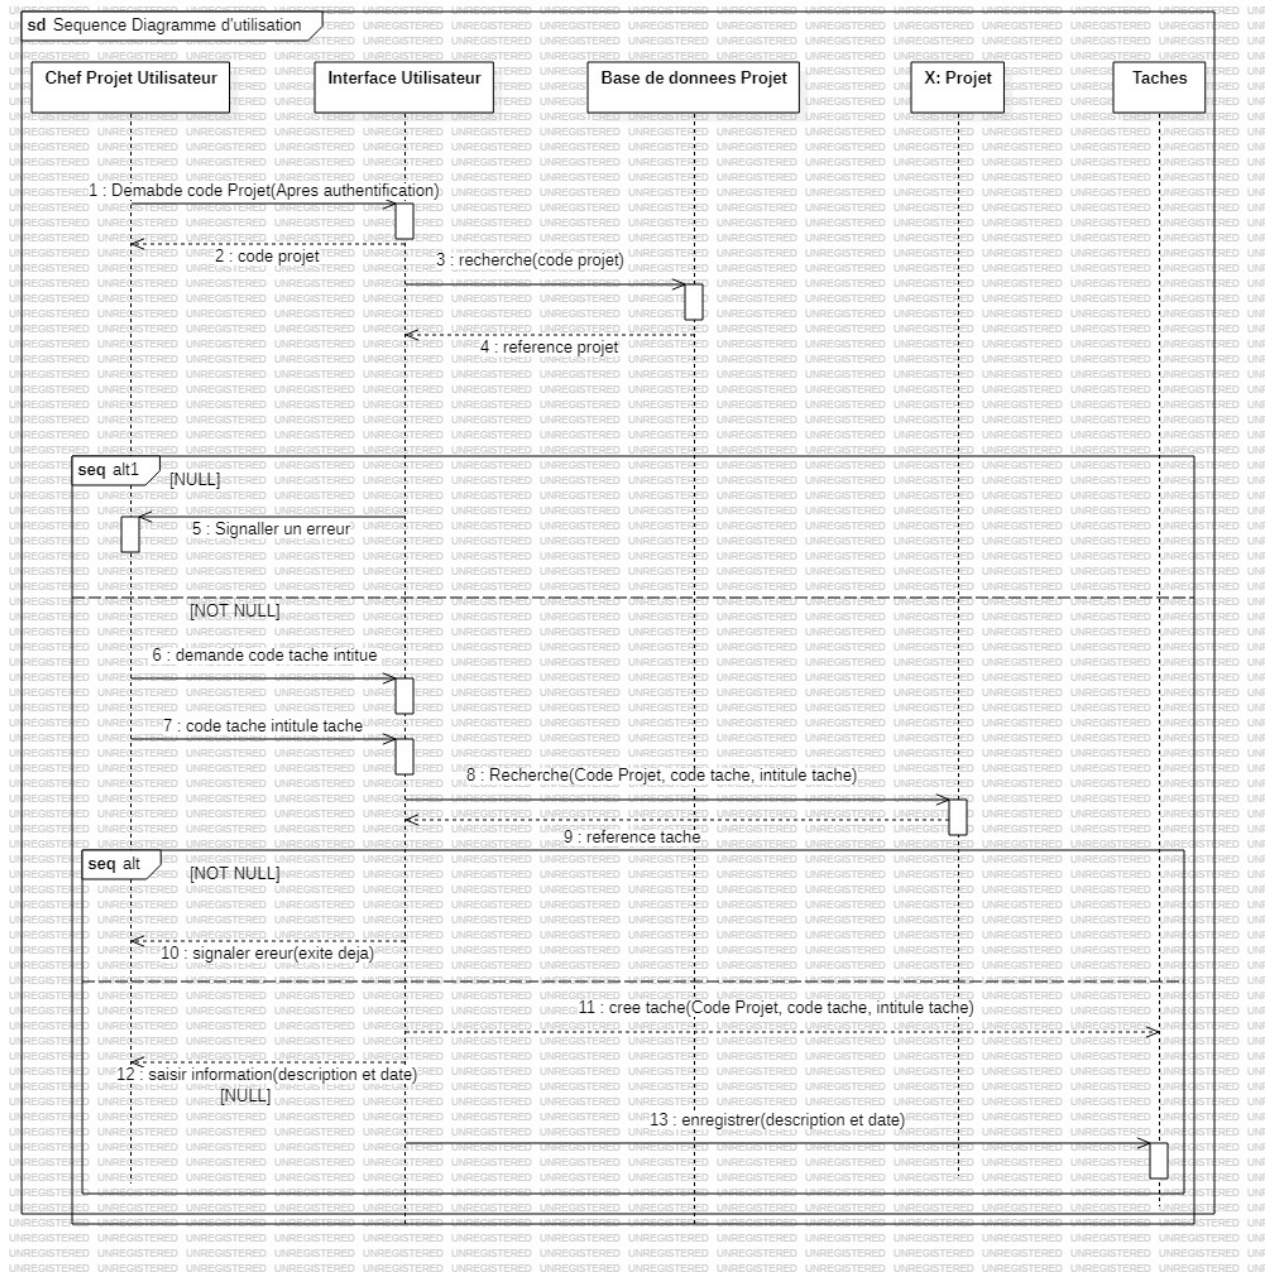 sd Sequence Diagramme d'utilisation
Chef Projet Utilisateur
Interface Utilisateur
Base de donnees Projet
X: Projet
Taches
1 : Demabde code Projet(Apres authentification)
2 : code projet
3 : recherche(code projet)
4 : reference projet
seq alt1
[NULL]
5 : Signaller un erreur
[NOT NULL]
6 : demande code tache intitue
7 : code tache intitule tache
8 : Recherche(Code Projet, code tache, intitule tache)
9 : reference tache
seq alt
[NOT NULL]
10 : signaler ereur(exite deja)
11 : cree tache(Code Projet, code tache, intitule tache)
12 : saisir information(description et date)
[NULL]
13 : enregistrer(description et date)
UNREGISTERED